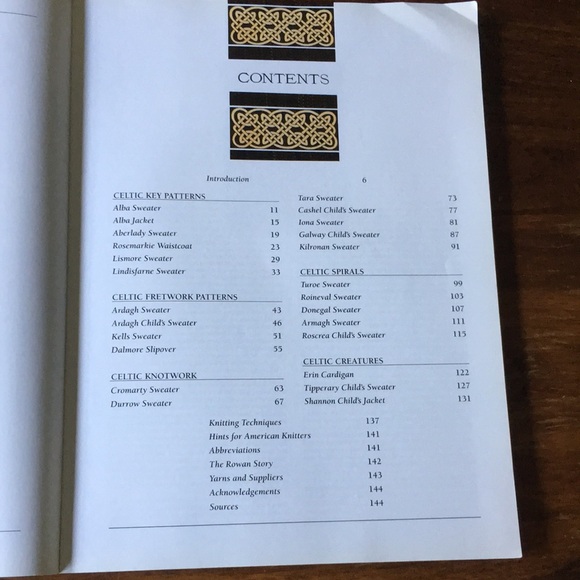 CONTENTS
Introduction 6
CELTIC KEY PATTERNS
Alba Sweater 11
Alba Jacket 15
Aberlady Sweater 19
Rosemarkie Waistcoat 23
Lismore Sweater 29
Lindisfarne Sweater 33
CELTIC FRETWORK PATTERNS
Ardagh Sweater 43
Ardagh Child's Sweater 46
Kells Sweater 51
Dalmore Slipover 55
CELTIC KNOTWORK
Cromarty Sweater 63
Durrow Sweater 67
Tara Sweater 73
Cashel Child's Sweater 77
Iona Sweater 81
Galway Child's Sweater 87
Kilronan Sweater 91
CELTIC SPIRALS
Turoe Sweater 99
Roineval Sweater 103
Donegal Sweater 107
Armagh Sweater 111
Roscrea Child's Sweater 115
CELTIC CREATURES
Erin Cardigan 122
Tipperary Child's Sweater 127
Shannon Child's Jacket 131
Knitting Techniques 137
Hints for American Knitters 141
Abbreviations 141
The Rowan Story 142
Yarns and Suppliers 143
Acknowledgements 144
Sources 144